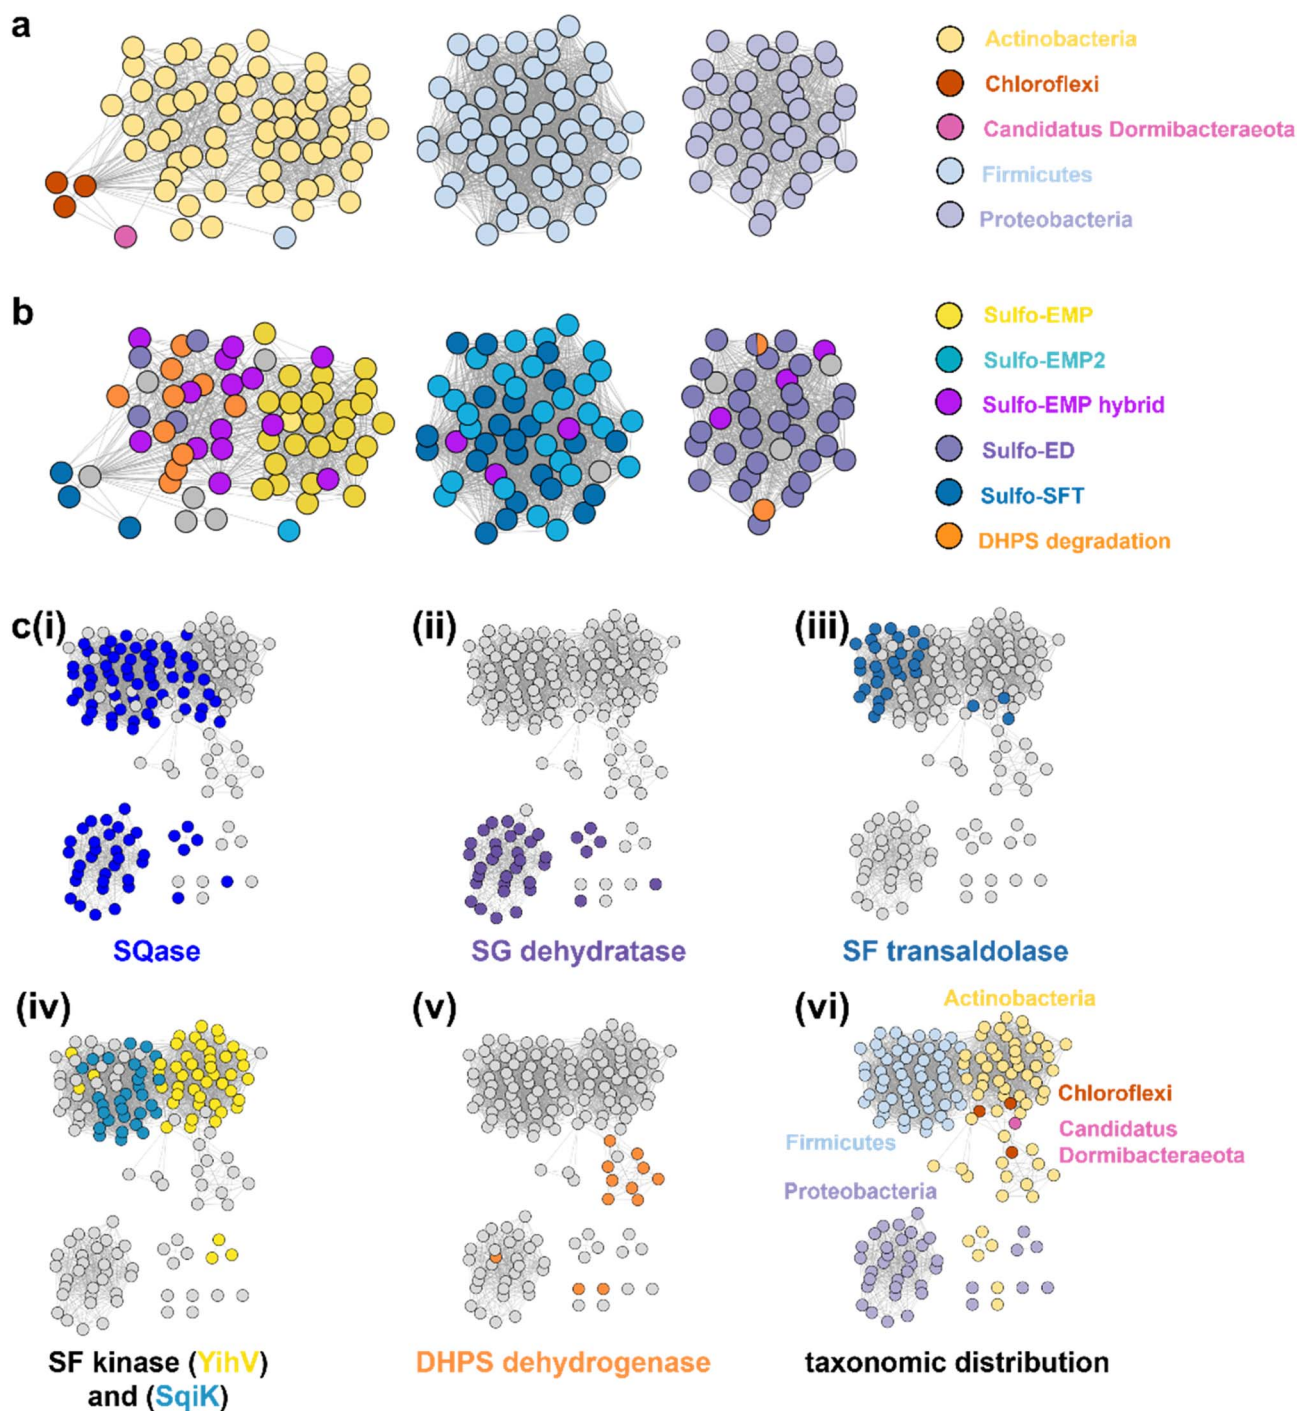 a
Actinobacteria
Chloroflexi
Candidatus Dormibacteraeota
Firmicutes
Proteobacteria
b
Sulfo-EMP
Sulfo-EMP2
Sulfo-EMP hybrid
Sulfo-ED
Sulfo-SFT
DHPS degradation
c(i)
(ii)
(iii)
SQase
SG dehydratase
SF transaldolase
(iv)
(v)
(vi)
Actinobacteria
Chloroflexi
Candidatus
Dormibacteraeota
Firmicutes
Proteobacteria
SF kinase (YihV)
and (SqiK)
DHPS dehydrogenase
taxonomic distribution